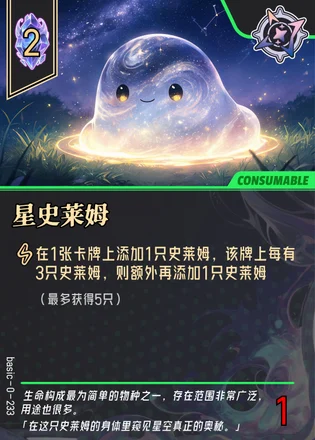 2
CONSUMABLE
星史莱姆
在1张卡牌上添加1只史莱姆，该牌上每有
3只史莱姆，则额外再添加1只史莱姆
（最多获得5只）
basic-0-233
生命构成最为简单的物种之一，存在范围非常广泛，
用途也很多。
「在这只史莱姆的身体里窥见星空真正的奥秘。」
1